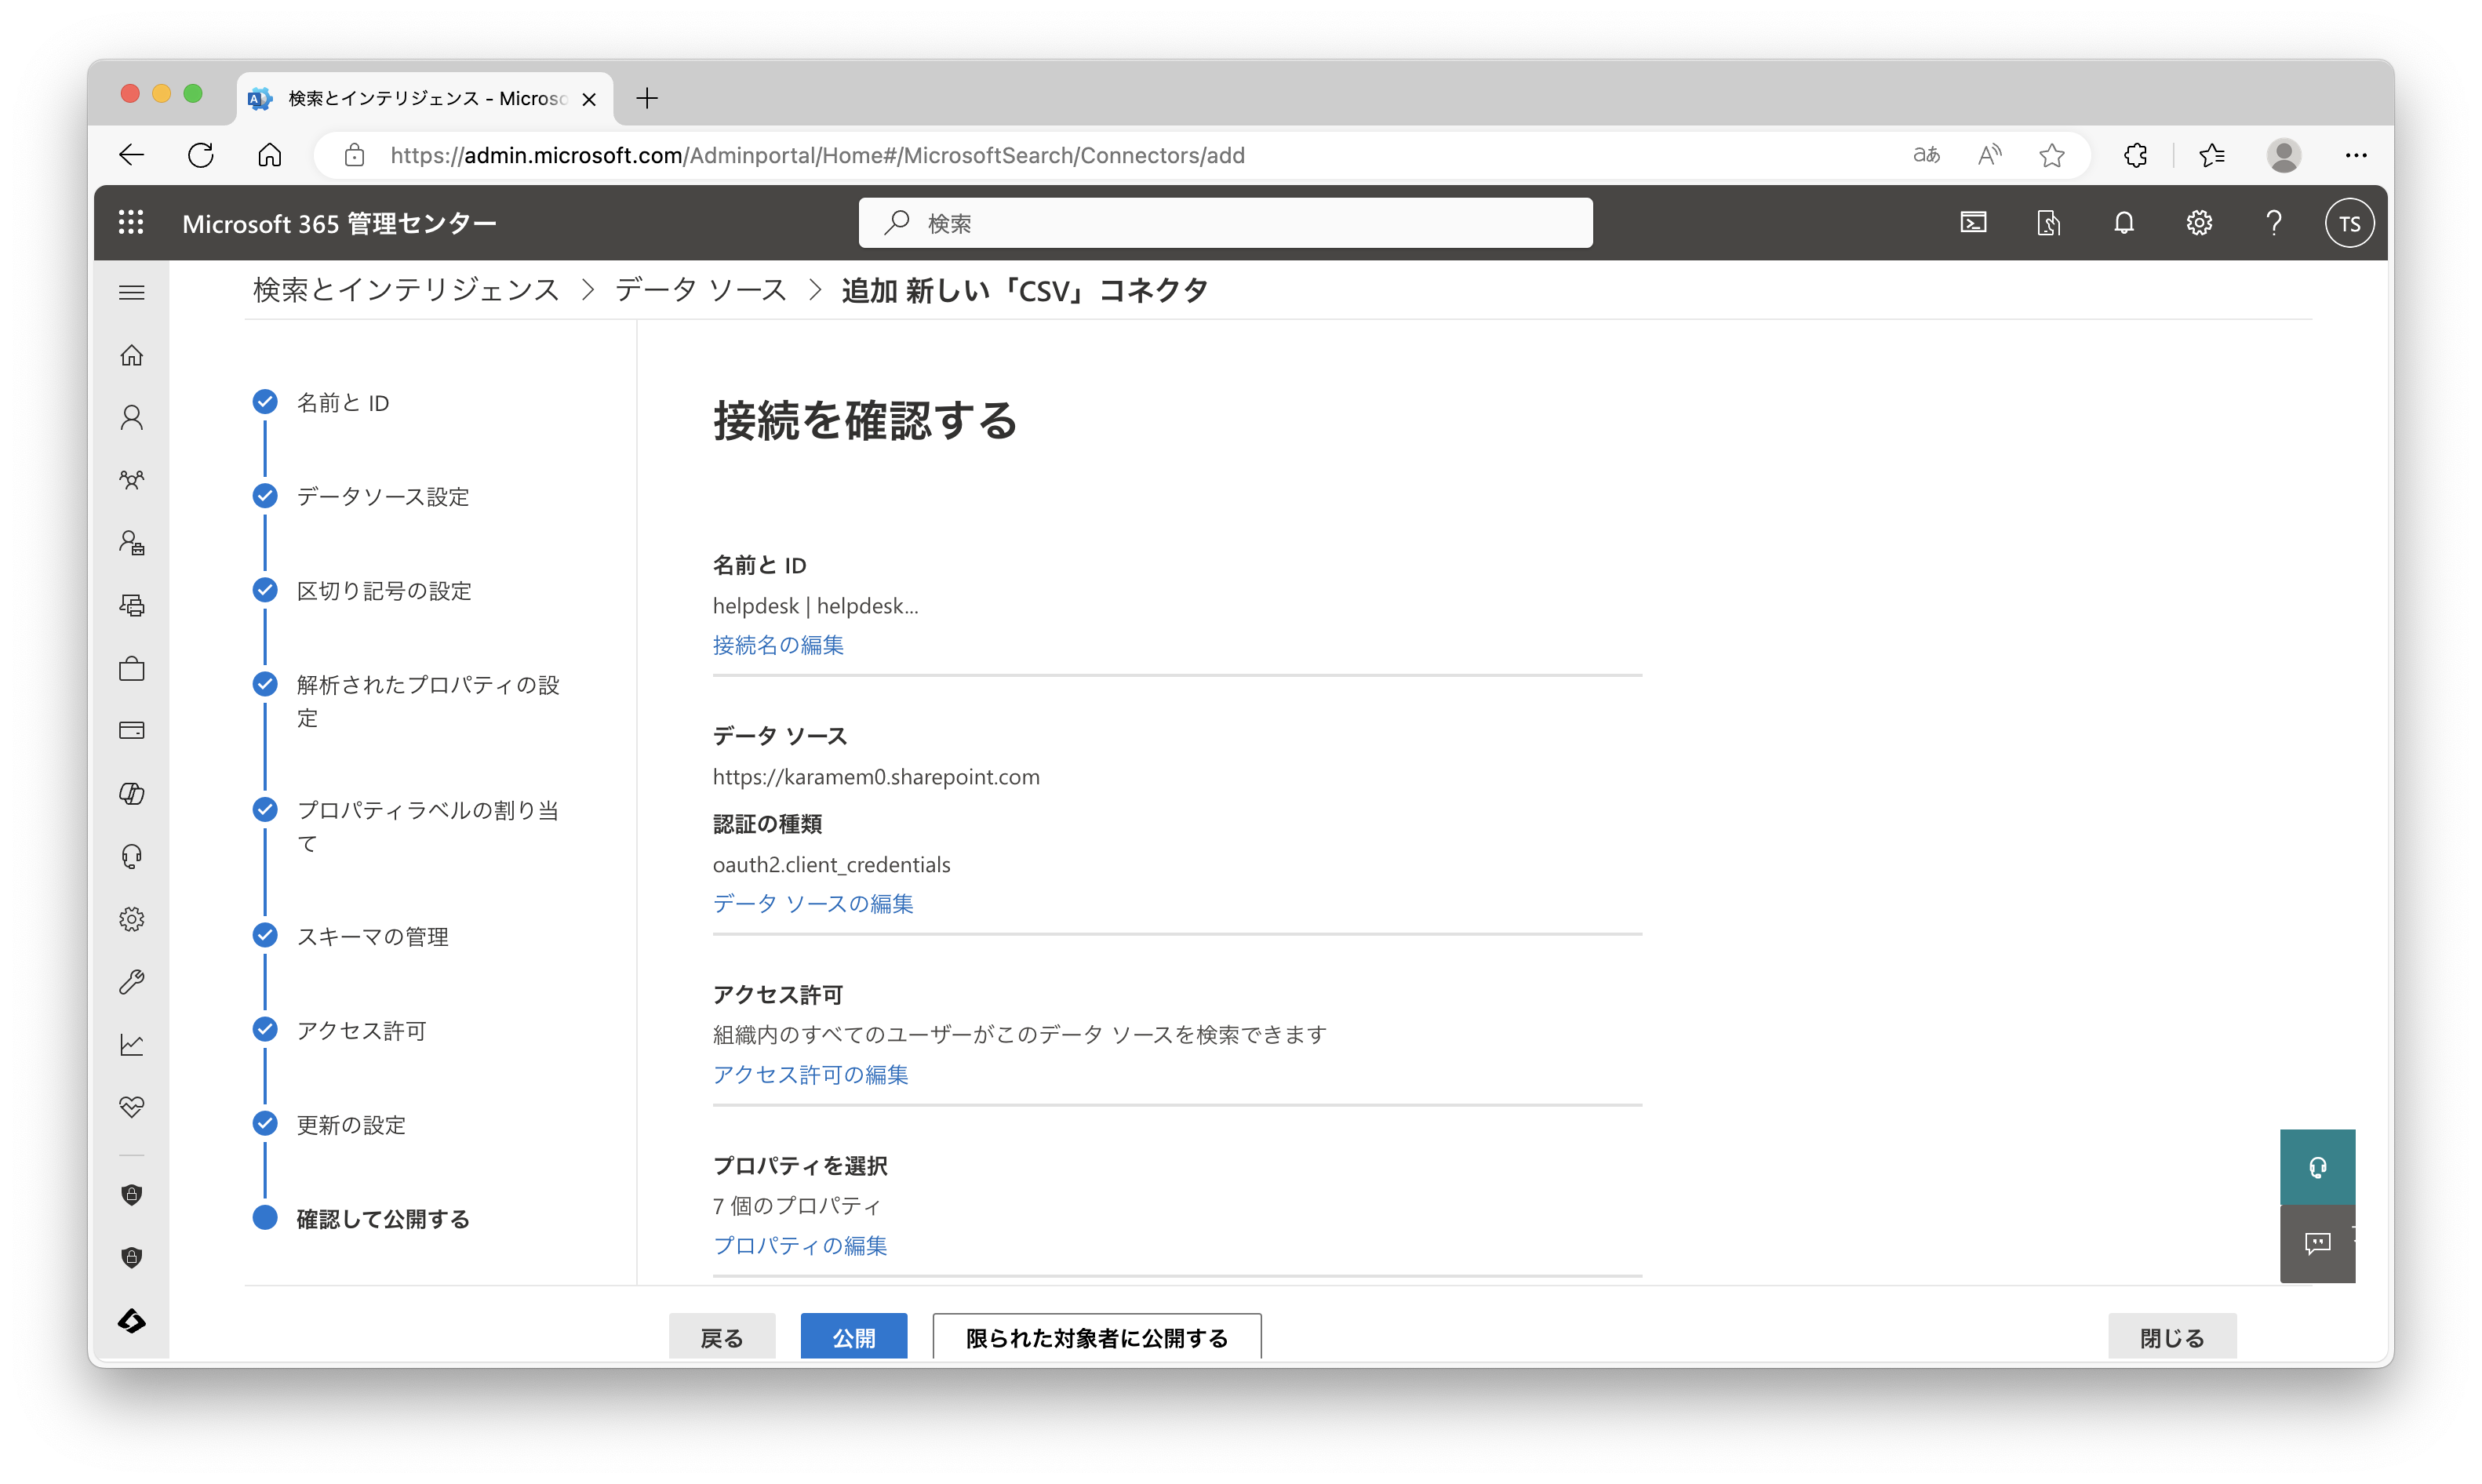 検索とインテリジェンス - Microso
https://admin.microsoft.com/Adminportal/Home#/MicrosoftSearch/Connectors/add
aあ
Microsoft 365 管理センター
検索
TS
検索とインテリジェンス > データ ソース > 追加 新しい「CSV」コネクタ
名前と ID
データソース設定
区切り記号の設定
解析されたプロパティの設
定
プロパティラベルの割り当
て
スキーマの管理
アクセス許可
更新の設定
確認して公開する
接続を確認する
名前と ID
helpdesk | helpdesk...
接続名の編集
データ ソース
https://karamem0.sharepoint.com
認証の種類
oauth2.client_credentials
データ ソースの編集
アクセス許可
組織内のすべてのユーザーがこのデータ ソースを検索できます
アクセス許可の編集
プロパティを選択
7 個のプロパティ
プロパティの編集
戻る
公開
限られた対象者に公開する
閉じる